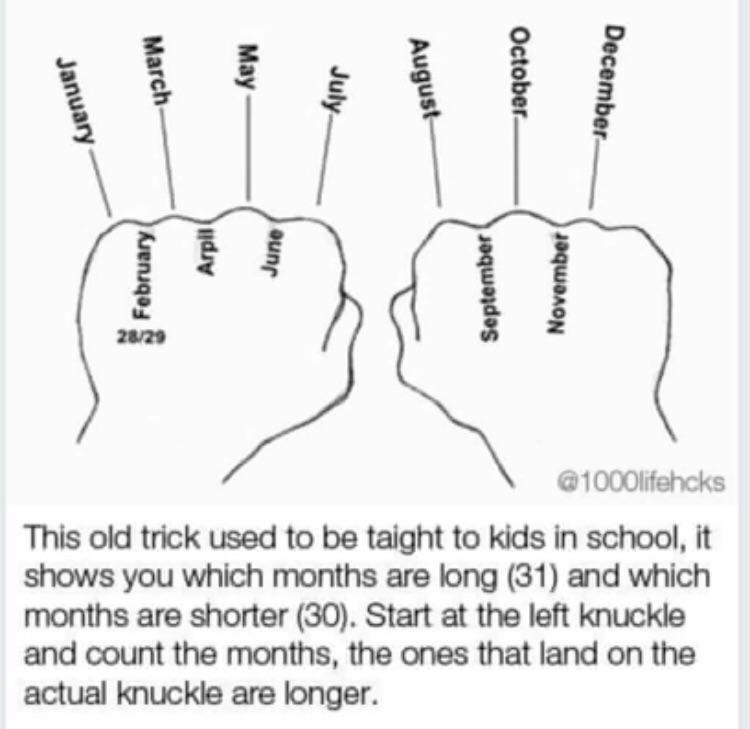 January
March
May
July
August
October
December
February
28/29
Arpil
June
September
November
@1000lifehcks
This old trick used to be taight to kids in school, it
shows you which months are long (31) and which
months are shorter (30). Start at the left knuckle
and count the months, the ones that land on the
actual knuckle are longer.